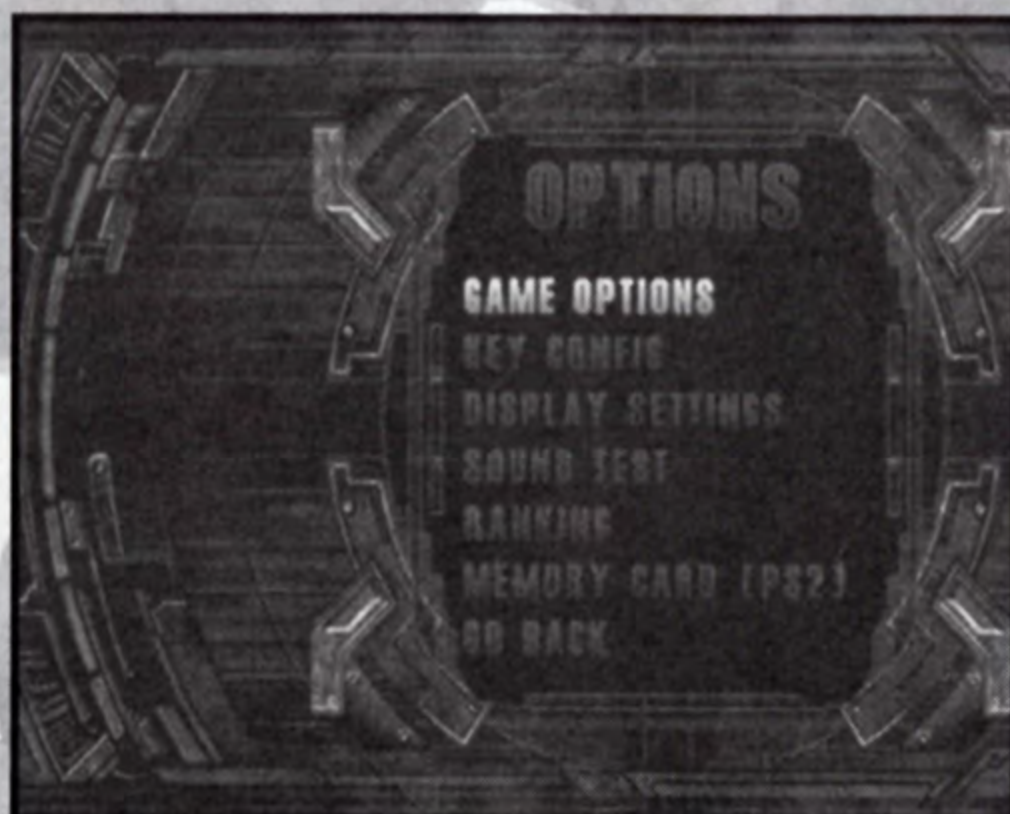 OPTIONS
GAME OPTIONS
KEY CONFIG
DISPLAY SETTINGS
SOUND TEST
RANKING
MEMORY CARD (PS2)
GO BACK